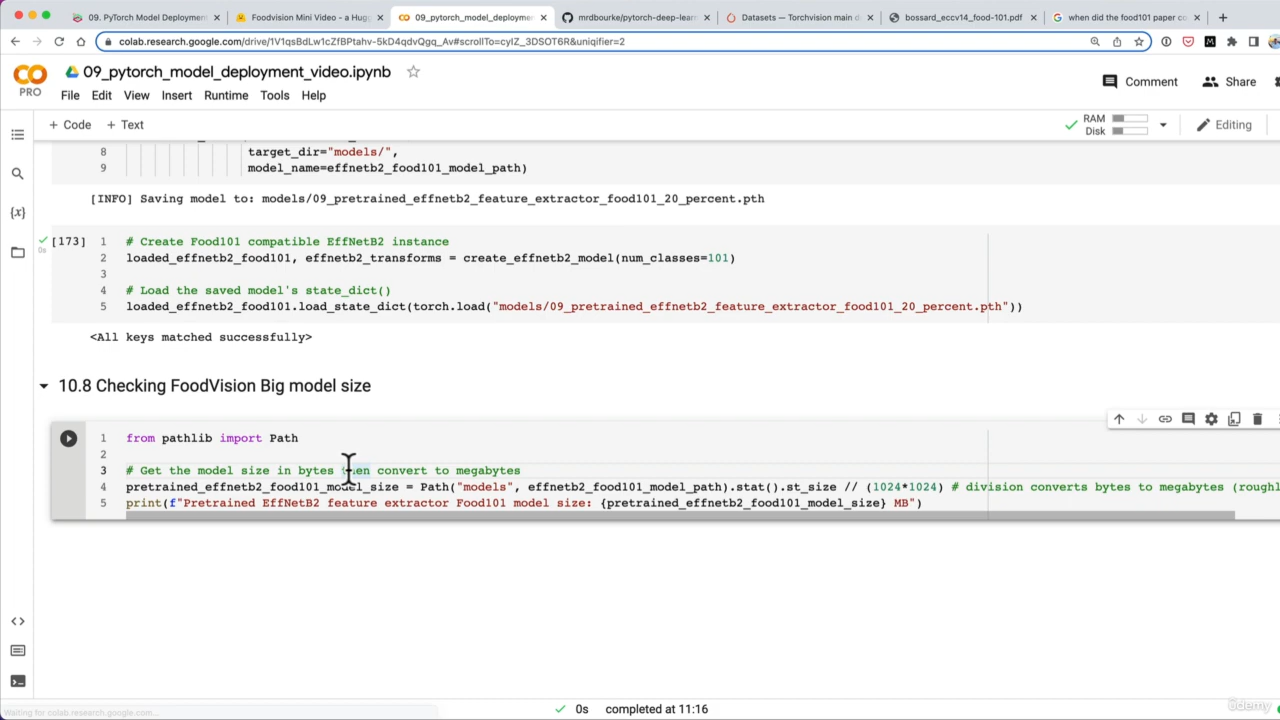 09. PyTorch Model Deployment
Foodvision Mini Video - a Hug
09_pytorch_model_deployme
mrdbourke/pytorch-deep-lear
Datasets — Torchvision main d
bossard_eccv14_food-101.pdf
when did the food101 paper co
colab.research.google.com/drive/1V1qsBdLw1cZfBPtahv-5kD4qdvQgq_Av#scrollTo=cyIZ_3DSOT6R&uniqifier=2
PRO
09_pytorch_model_deployment_video.ipynb
File Edit View Insert Runtime Tools Help
Comment
Share
+ Code + Text
RAM
Disk
Editing
8 target_dir="models/",
9 model_name=effnetb2_food101_model_path)
[INFO] Saving model to: models/09_pretrained_effnetb2_feature_extractor_food101_20_percent.pth
[173] 1 # Create Food101 compatible EffNetB2 instance
0s
2 loaded_effnetb2_food101, effnetb2_transforms = create_effnetb2_model(num_classes=101)
3
4 # Load the saved model's state_dict()
5 loaded_effnetb2_food101.load_state_dict(torch.load("models/09_pretrained_effnetb2_feature_extractor_food101_20_percent.pth"))
<All keys matched successfully>
10.8 Checking FoodVision Big model size
1 from pathlib import Path
2
3 # Get the model size in bytes then convert to megabytes
4 pretrained_effnetb2_food101_model_size = Path("models", effnetb2_food101_model_path).stat().st_size // (1024*1024) # division converts bytes to megabytes (roughl
5 print(f"Pretrained EffNetB2 feature extractor Food101 model size: {pretrained_effnetb2_food101_model_size} MB")
Waiting for colab.research.google.com...
0s completed at 11:16
ûdemy